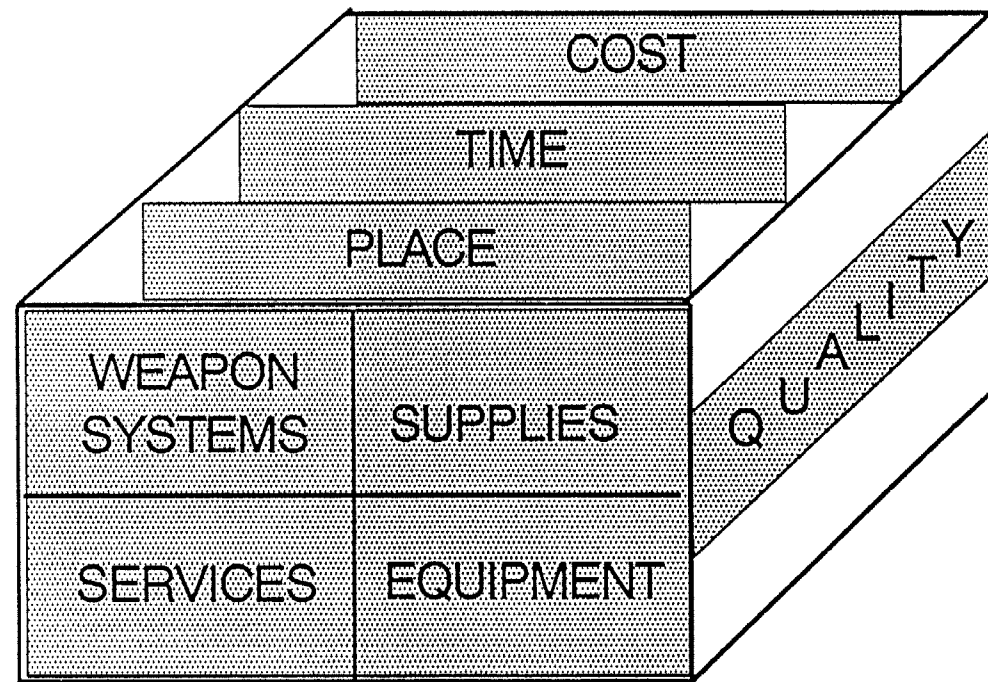 COST
TIME
PLACE
WEAPON
SYSTEMS
SUPPLIES
SERVICES
EQUIPMENT
QUALITY